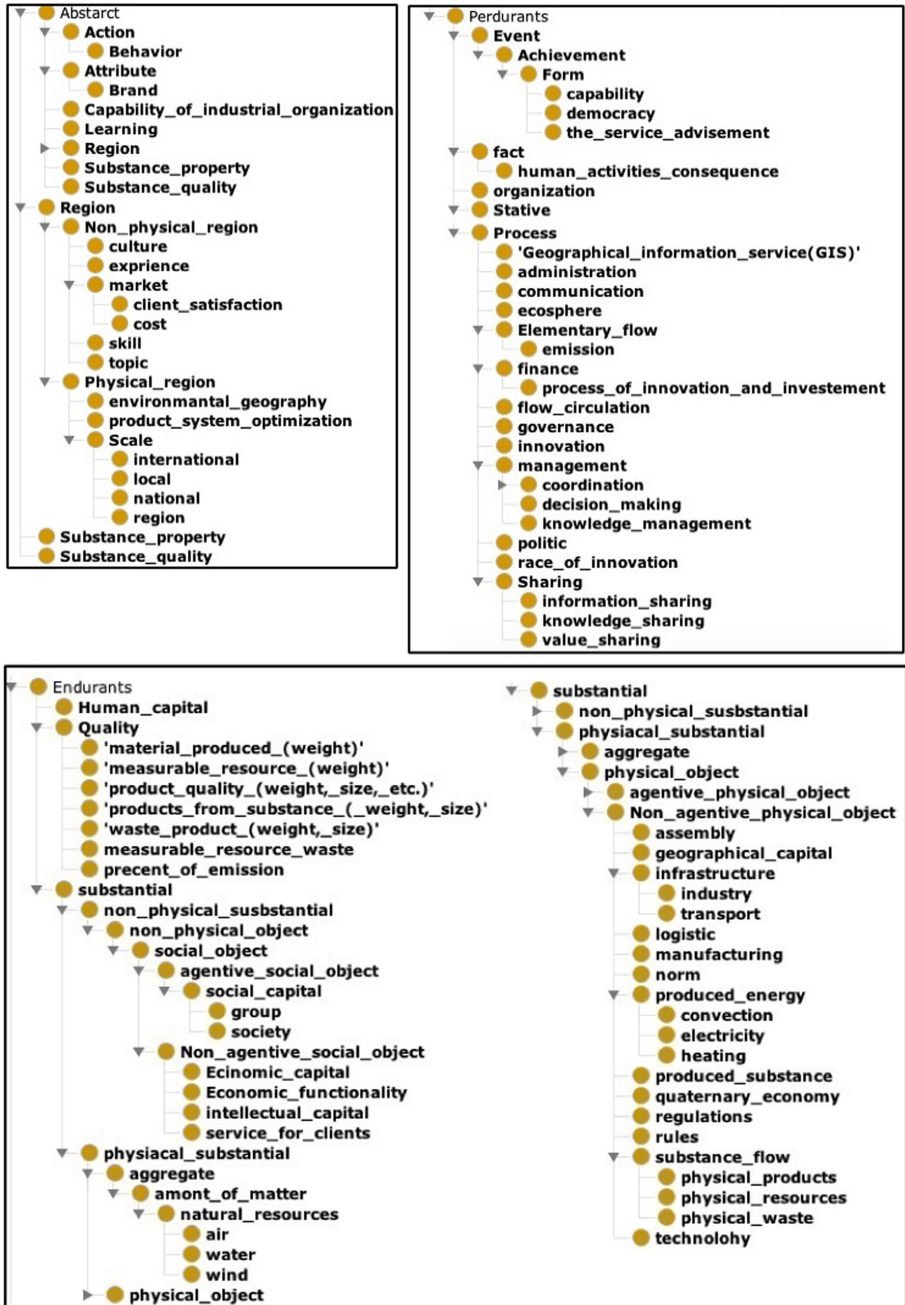 Abstarct
Action
Behavior
Attribute
Brand
Capability_of_industrial_organization
Learning
Region
Substance_property
Substance_quality
Region
Non_physical_region
culture
exprience
market
client_satisfaction
cost
skill
topic
Physical_region
environmantal_geography
product_system_optimization
Scale
international
local
national
region
Substance_property
Substance_quality
Perdurants
Event
Achievement
Form
capability
democracy
the_service_advisement
fact
human_activities_consequence
organization
Stative
Process
'Geographical_information_service(GIS)'
administration
communication
ecosphere
Elementary_flow
emission
finance
process_of_innovation_and_investement
flow_circulation
governance
innovation
management
coordination
decision_making
knowledge_management
politic
race_of_innovation
Sharing
information_sharing
knowledge_sharing
value_sharing
Endurants
Human_capital
Quality
'material_produced_(weight)'
'measurable_resource_(weight)'
'product_quality_(weight,_size,_etc.)'
'products_from_substance_(_weight,_size)'
'waste_product_(weight,_size)'
measurable_resource_waste
precent_of_emission
substantial
non_physical_susbstantial
non_physical_object
social_object
agentive_social_object
social_capital
group
society
Non_agentive_social_object
Ecinomic_capital
Economic_functionality
intellectual_capital
service_for_clients
physiacal_substantial
aggregate
amont_of_matter
natural_resources
air
water
wind
physical_object
substantial
non_physical_susbstantial
physiacal_substantial
aggregate
physical_object
agentive_physical_object
Non_agentive_physical_object
assembly
geographical_capital
infrastructure
industry
transport
logistic
manufacturing
norm
produced_energy
convection
electricity
heating
produced_substance
quaternary_economy
regulations
rules
substance_flow
physical_products
physical_resources
physical_waste
technolohy